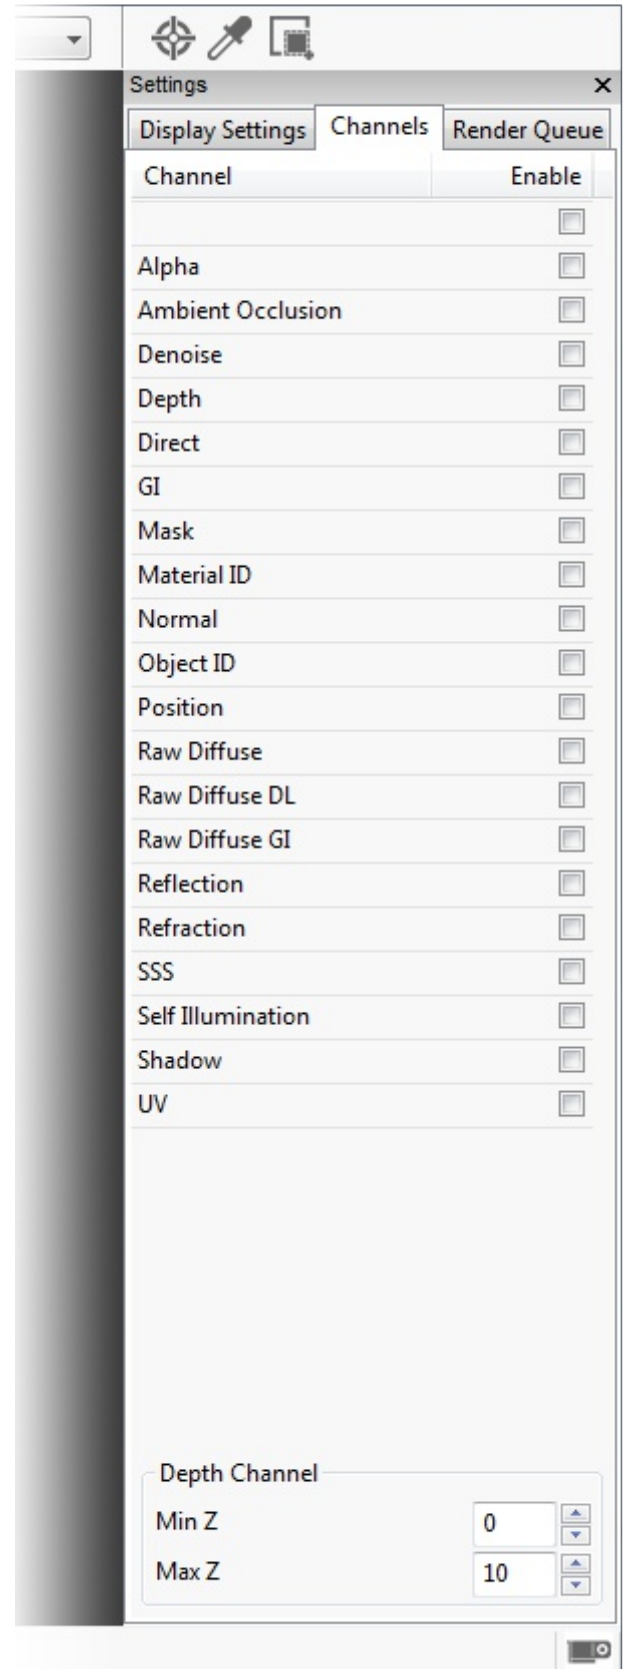 Settings
Display Settings Channels Render Queue
Channel Enable
Alpha
Ambient Occlusion
Denoise
Depth
Direct
GI
Mask
Material ID
Normal
Object ID
Position
Raw Diffuse
Raw Diffuse DL
Raw Diffuse GI
Reflection
Refraction
SSS
Self Illumination
Shadow
UV
Depth Channel
Min Z 0
Max Z 10